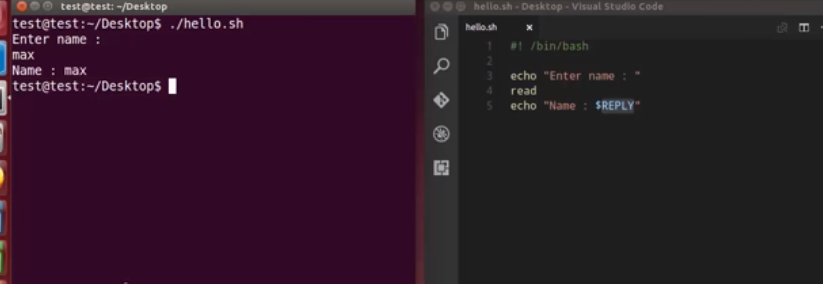 test@test: ~/Desktop
test@test:~/Desktop$ ./hello.sh
Enter name :
max
Name : max
test@test:~/Desktop$
hello.sh - Desktop - Visual Studio Code
hello.sh
1 #! /bin/bash
2
3 echo "Enter name : "
4 read
5 echo "Name : $REPLY"